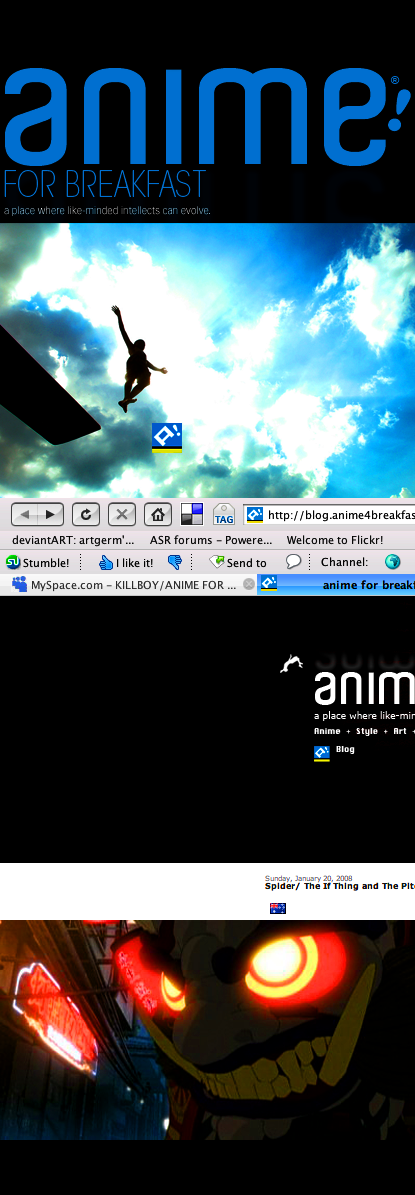 anime!®
FOR BREAKFAST
a place where like-minded intellects can evolve.
TAG
http://blog.anime4breakfas
deviantART: artgerm'... ASR forums – Powere... Welcome to Flickr!
Stumble! I like it! Send to Channel:
MySpace.com – KILLBOY/ANIME FOR ... anime for breakf
anim
a place where like-mir
Anime + Style + Art +
Blog
Sunday, January 20, 2008
Spider/ The If Thing and The Pit